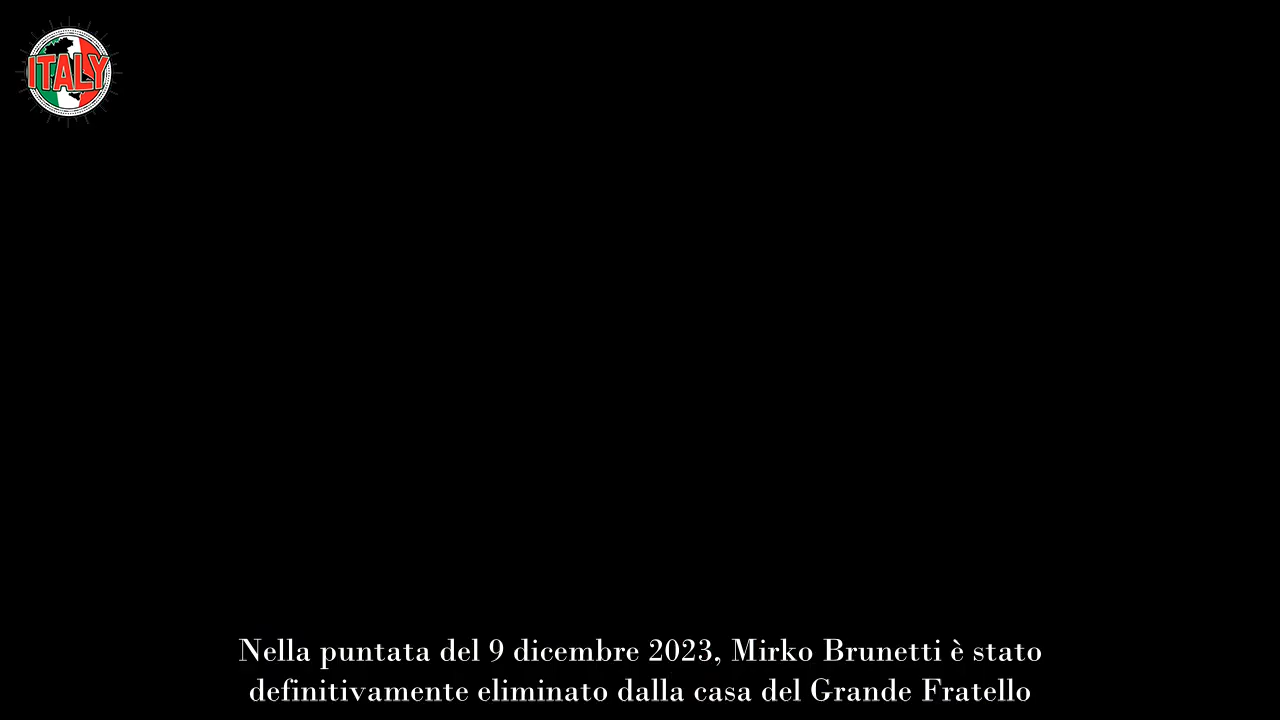 ITALY
Nella puntata del 9 dicembre 2023, Mirko Brunetti è stato
definitivamente eliminato dalla casa del Grande Fratello